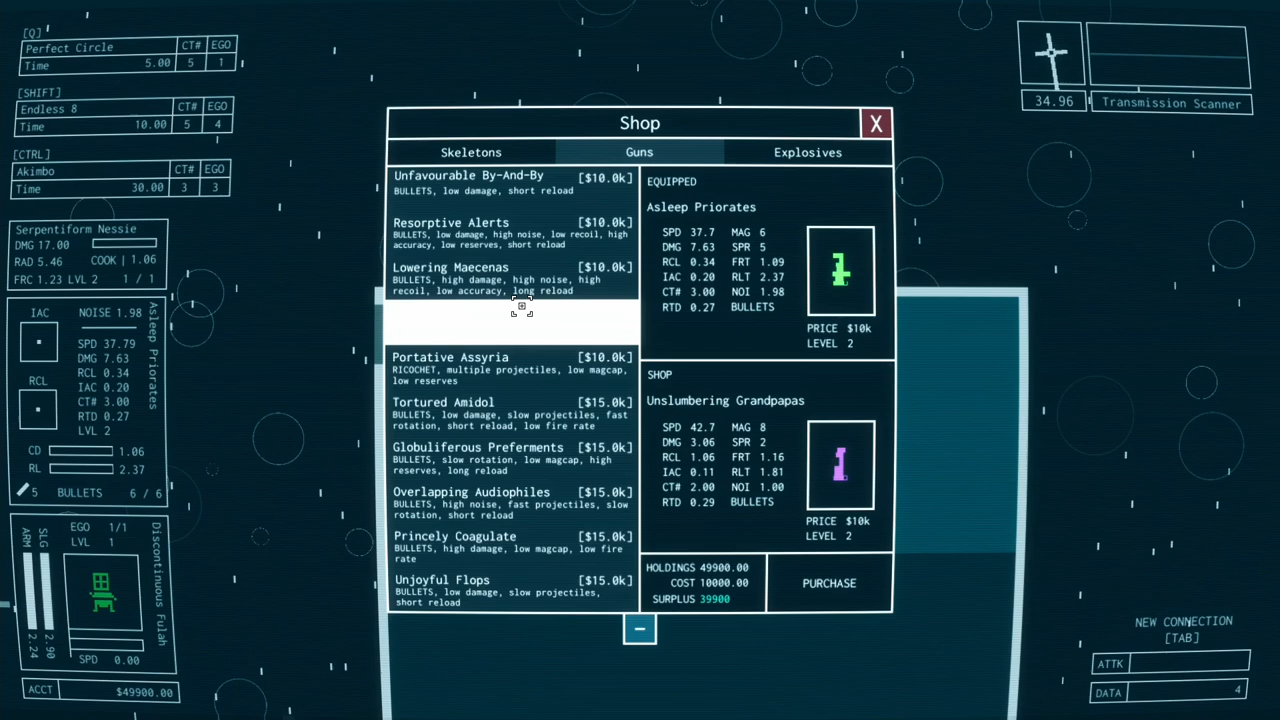 [Q]
Perfect Circle CT# EGO
Time 5.00 5 1
[SHIFT]
Endless 8 CT# EGO
Time 10.00 5 4
[CTRL]
Akimbo CT# EGO
Time 30.00 3 3
Serpentiform Nessie
DMG 17.00
RAD 5.46 COOK | 1.06
FRC 1.23 LVL 2 1 / 1
IAC NOISE 1.98
SPD 37.79
DMG 7.63
RCL 0.34
RCL IAC 0.20
CT# 3.00
RTD 0.27
LVL 2
Asleep Priorates
CD 1.06
RL 2.37
5 BULLETS 6 / 6
ARM SLG EGO 1/1
LVL 1
2.24 2.90
SPD 0.00
Discontinuous Fulah
ACCT $49900.00
Shop X
Skeletons Guns Explosives
Unfavourable By-And-By [$10.0k]
BULLETS, low damage, short reload
Resorptive Alerts [$10.0k]
BULLETS, low damage, high noise, low recoil, high
accuracy, low reserves, short reload
Lowering Maecenas [$10.0k]
BULLETS, high damage, high noise, high
recoil, low accuracy, long reload
Portative Assyria [$10.0k]
RICOCHET, multiple projectiles, low magcap,
low reserves
Tortured Amidol [$15.0k]
BULLETS, low damage, slow projectiles, fast
rotation, short reload, low fire rate
Globuliferous Preferments [$15.0k]
BULLETS, slow rotation, low magcap, high
reserves, long reload
Overlapping Audiophiles [$15.0k]
BULLETS, high noise, fast projectiles, slow
rotation, short reload
Princely Coagulate [$15.0k]
BULLETS, high damage, low magcap, low fire
rate
Unjoyful Flops [$15.0k]
BULLETS, low damage, slow projectiles,
short reload
EQUIPPED
Asleep Priorates
SPD 37.7 MAG 6
DMG 7.63 SPR 5
RCL 0.34 FRT 1.09
IAC 0.20 RLT 2.37
CT# 3.00 NOI 1.98
RTD 0.27 BULLETS
PRICE $10k
LEVEL 2
SHOP
Unslumbering Grandpapas
SPD 42.7 MAG 8
DMG 3.06 SPR 2
RCL 1.06 FRT 1.16
IAC 0.11 RLT 1.81
CT# 2.00 NOI 1.00
RTD 0.29 BULLETS
PRICE $10k
LEVEL 2
HOLDINGS 49900.00
COST 10000.00
SURPLUS 39900
PURCHASE
–
34.96 Transmission Scanner
NEW CONNECTION
[TAB]
ATTK
DATA 4